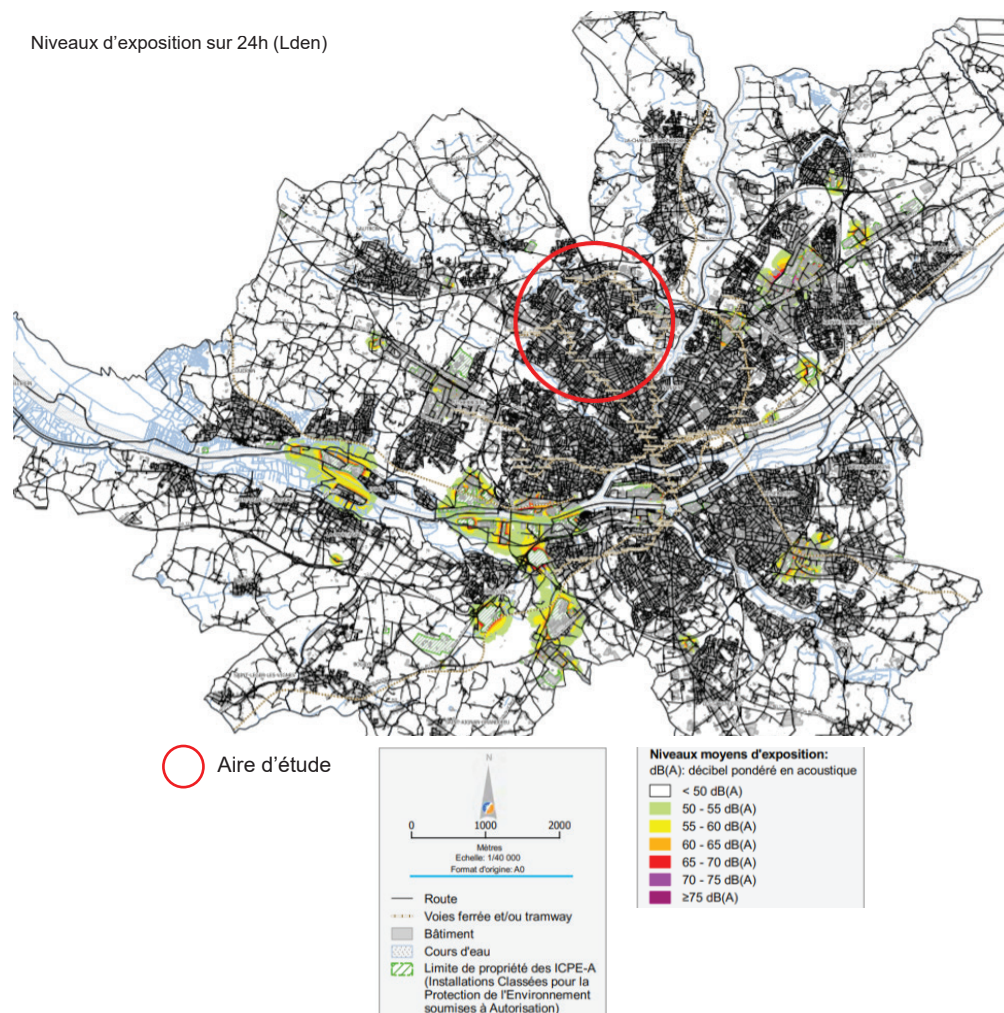 Niveaux d'exposition sur 24h (Lden)
Aire d'étude
N
0 1000 2000
Mètres
Echelle: 1/40 000
Format d'origine: A0
Route
Voies ferrée et/ou tramway
Bâtiment
Cours d'eau
Limite de propriété des ICPE-A
(Installations Classées pour la
Protection de l'Environnement
soumises à Autorisation)
Niveaux moyens d'exposition:
dB(A): décibel pondéré en acoustique
< 50 dB(A)
50 - 55 dB(A)
55 - 60 dB(A)
60 - 65 dB(A)
65 - 70 dB(A)
70 - 75 dB(A)
≥75 dB(A)